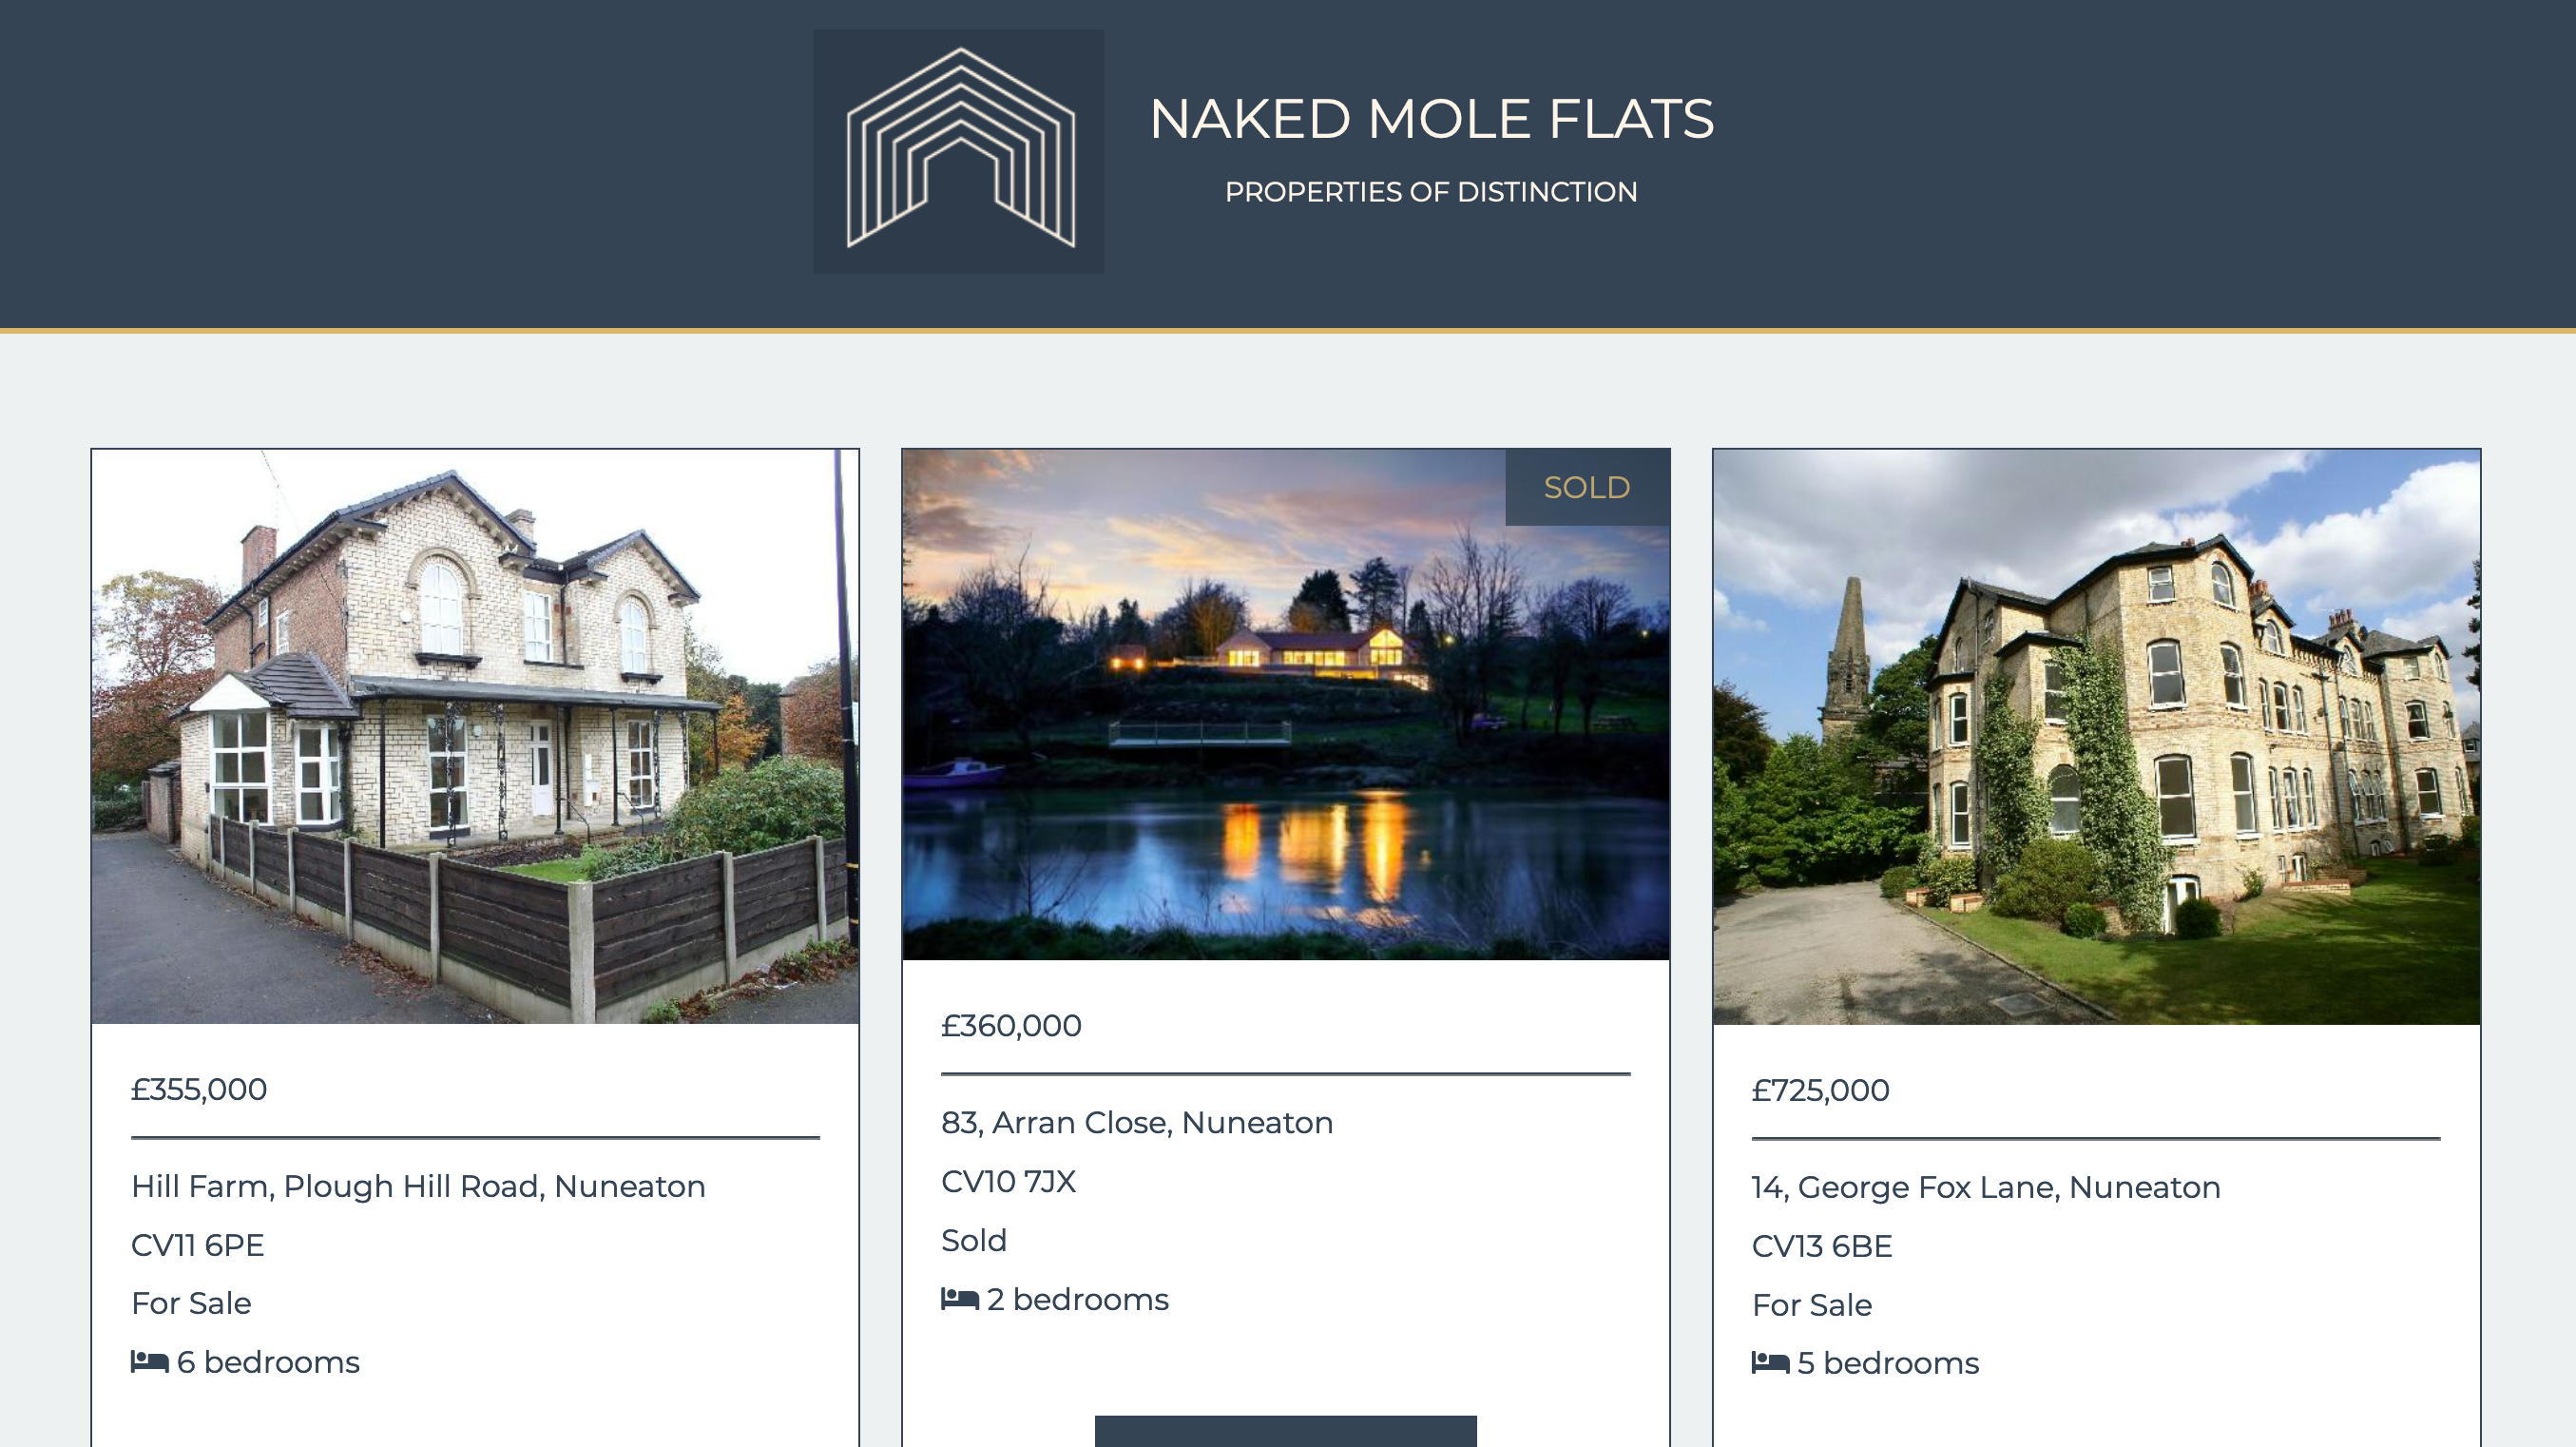 NAKED MOLE FLATS
PROPERTIES OF DISTINCTION
£355,000
Hill Farm, Plough Hill Road, Nuneaton
CV11 6PE
For Sale
6 bedrooms
SOLD
£360,000
83, Arran Close, Nuneaton
CV10 7JX
Sold
2 bedrooms
£725,000
14, George Fox Lane, Nuneaton
CV13 6BE
For Sale
5 bedrooms